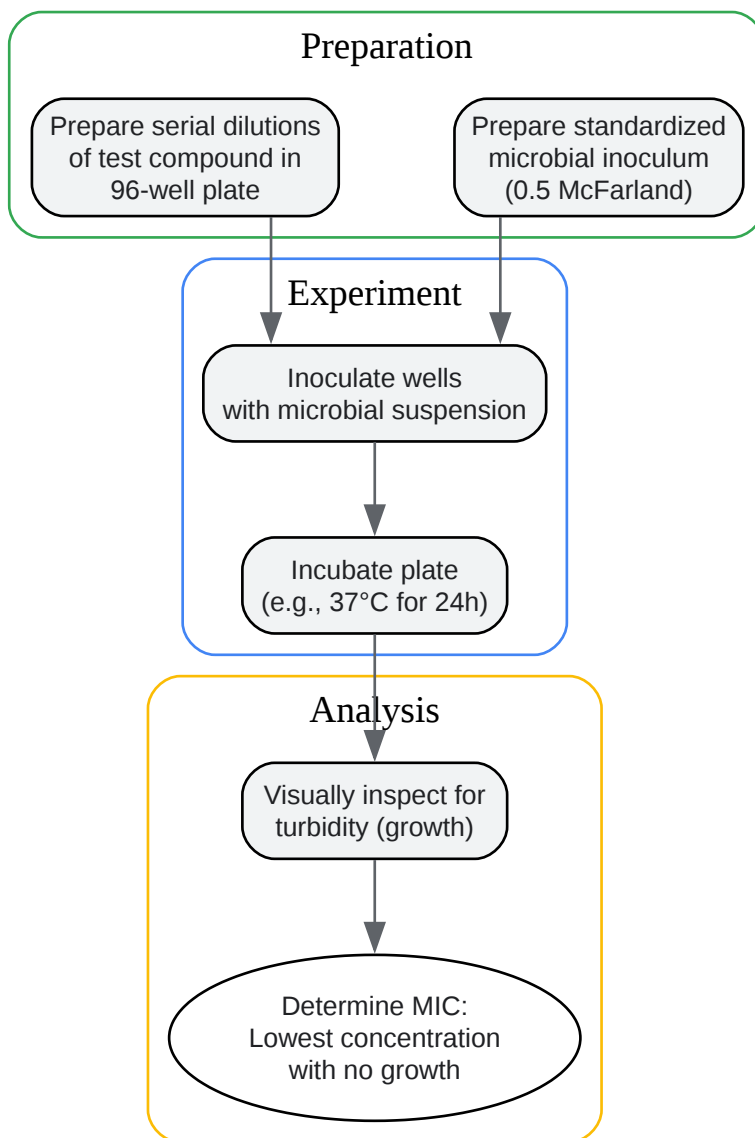 Preparation
Prepare serial dilutions
of test compound in
96-well plate
Prepare standardized
microbial inoculum
(0.5 McFarland)
Experiment
Inoculate wells
with microbial suspension
Incubate plate
(e.g., 37°C for 24h)
Analysis
Visually inspect for
turbidity (growth)
Determine MIC:
Lowest concentration
with no growth